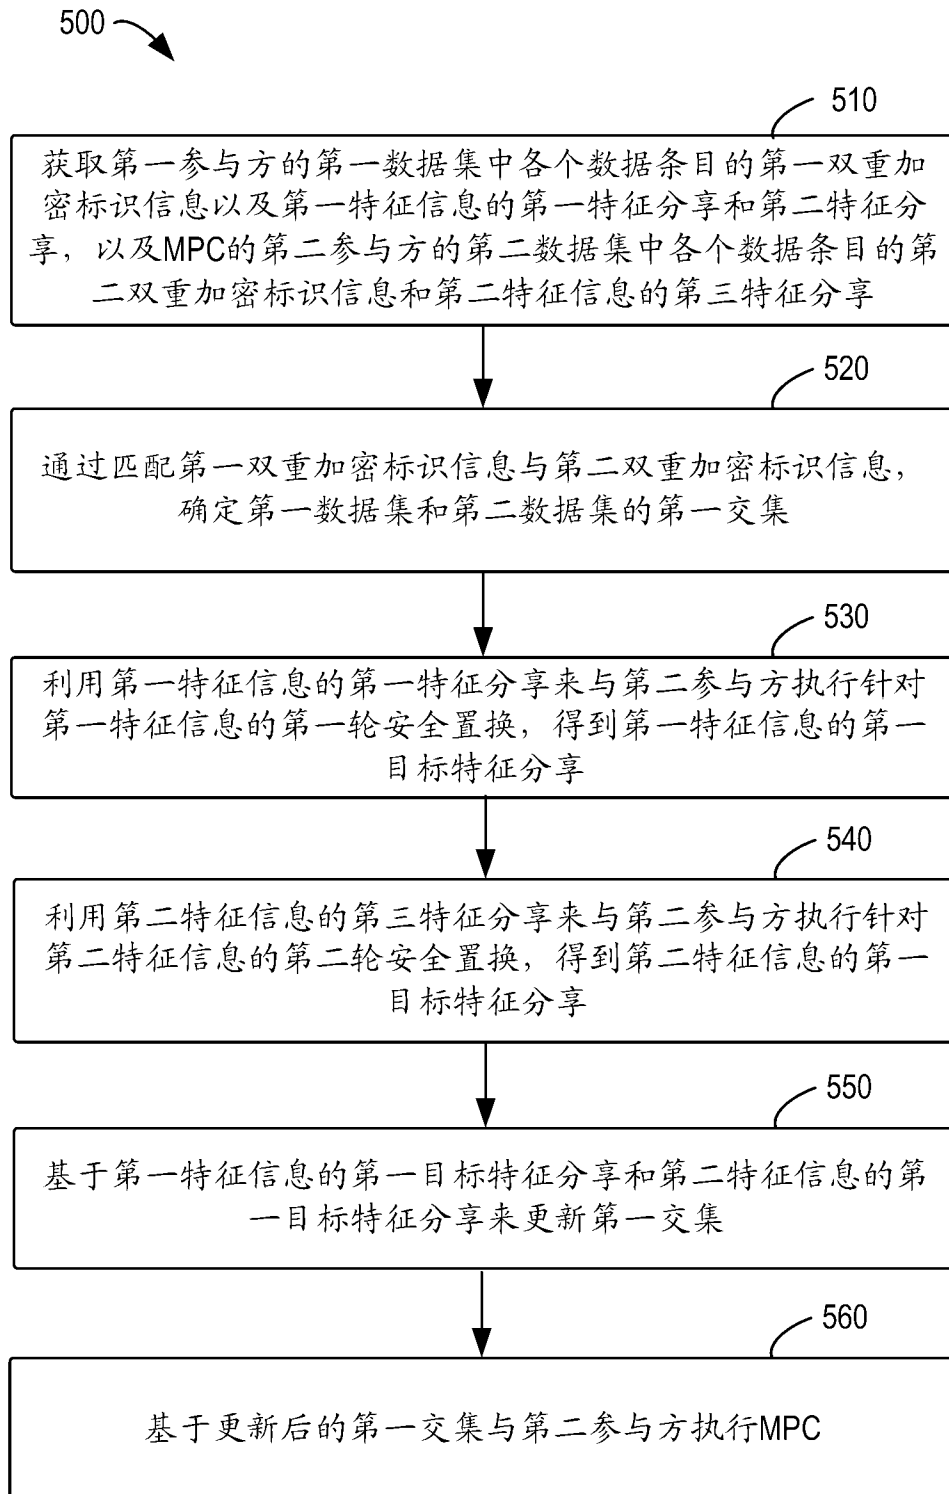 500
510
获取第一参与方的第一数据集中各个数据条目的第一双重加
密标识信息以及第一特征信息的第一特征分享和第二特征分
享，以及MPC的第二参与方的第二数据集中各个数据条目的第
二双重加密标识信息和第二特征信息的第三特征分享
520
通过匹配第一双重加密标识信息与第二双重加密标识信息，
确定第一数据集和第二数据集的第一交集
530
利用第一特征信息的第一特征分享来与第二参与方执行针对
第一特征信息的第一轮安全置换，得到第一特征信息的第一
目标特征分享
540
利用第二特征信息的第三特征分享来与第二参与方执行针对
第二特征信息的第二轮安全置换，得到第二特征信息的第一
目标特征分享
550
基于第一特征信息的第一目标特征分享和第二特征信息的第
一目标特征分享来更新第一交集
560
基于更新后的第一交集与第二参与方执行MPC